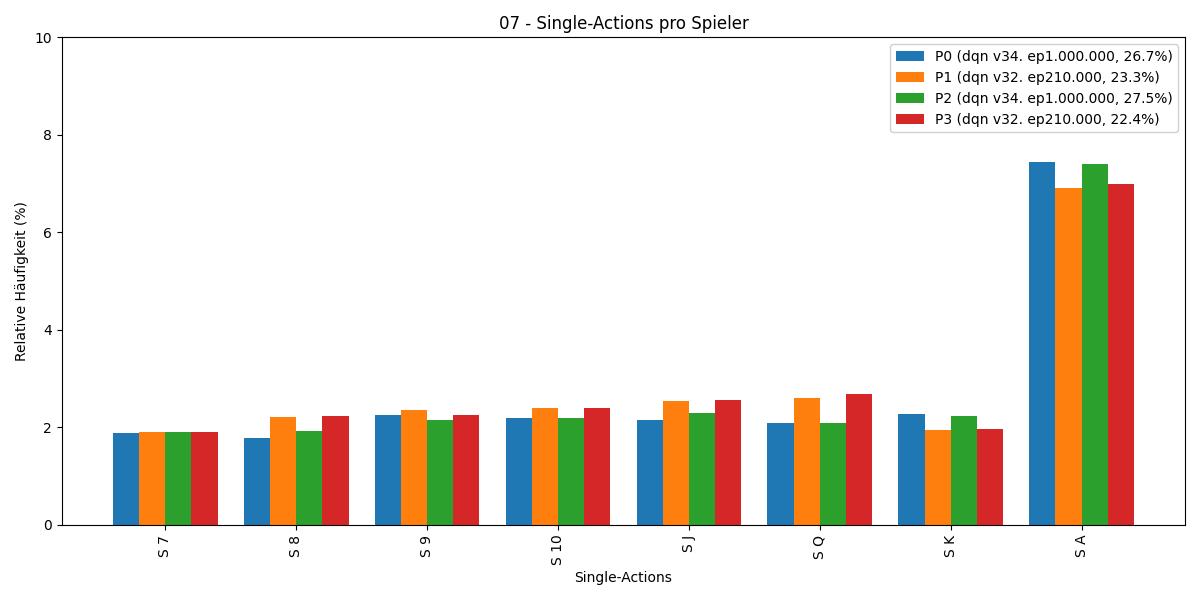 07 - Single-Actions pro Spieler
P0 (dqn v34. ep1.000.000, 26.7%)
P1 (dqn v32. ep210.000, 23.3%)
P2 (dqn v34. ep1.000.000, 27.5%)
P3 (dqn v32. ep210.000, 22.4%)
Relative Häufigkeit (%)
10
8
6
4
2
0
S 7
S 8
S 9
S 10
S J
S Q
S K
S A
Single-Actions